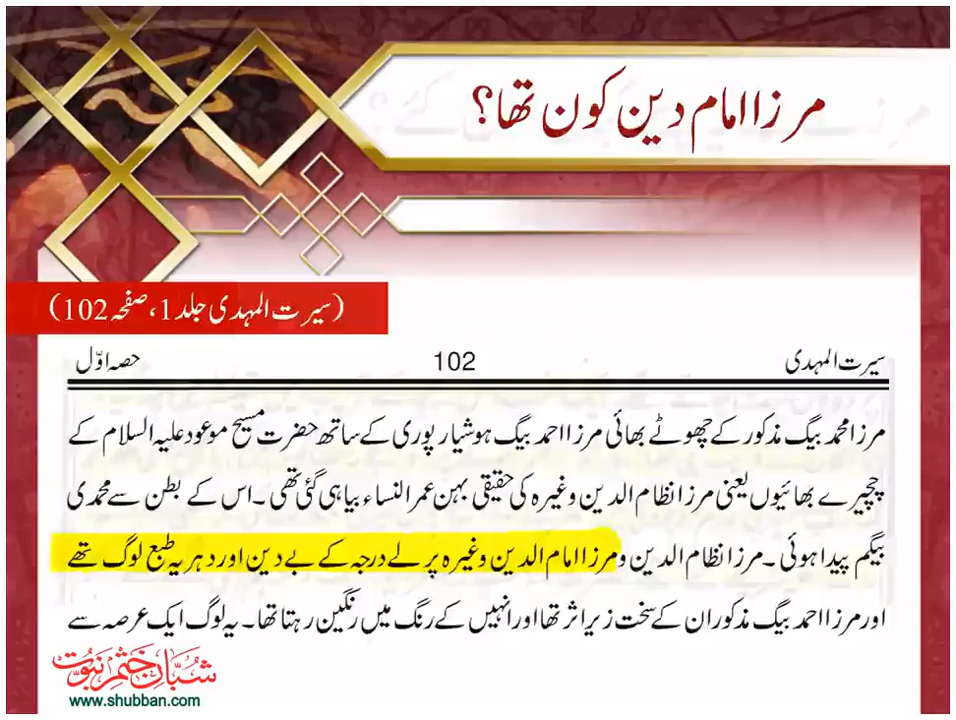 مرزا امام دین کون تھا؟
(سیرت المہدی جلد 1، صفحہ 102)
سیرت المہدی 102 حصہ اوّل
مرزا محمد بیگ مذکور کے چھوٹے بھائی مرزا احمد بیگ ہوشیارپوری کے ساتھ حضرت مسیح موعود علیہ السلام کے
چچیرے بھائیوں یعنی مرزا نظام الدین وغیرہ کی حقیقی بہن عمر النساء بیاہی گئی تھی۔ اس کے بطن سے محمدی
بیگم پیدا ہوئی۔ مرزا نظام الدین و مرزا امام الدین وغیرہ پرلے درجہ کے بے دین اور دہریہ طبع لوگ تھے
اور مرزا احمد بیگ مذکور ان کے سخت زیر اثر تھا اور انہیں کے رنگ میں رنگین رہتا تھا۔ یہ لوگ ایک عرصہ سے
شبان ختم نبوت
www.shubban.com